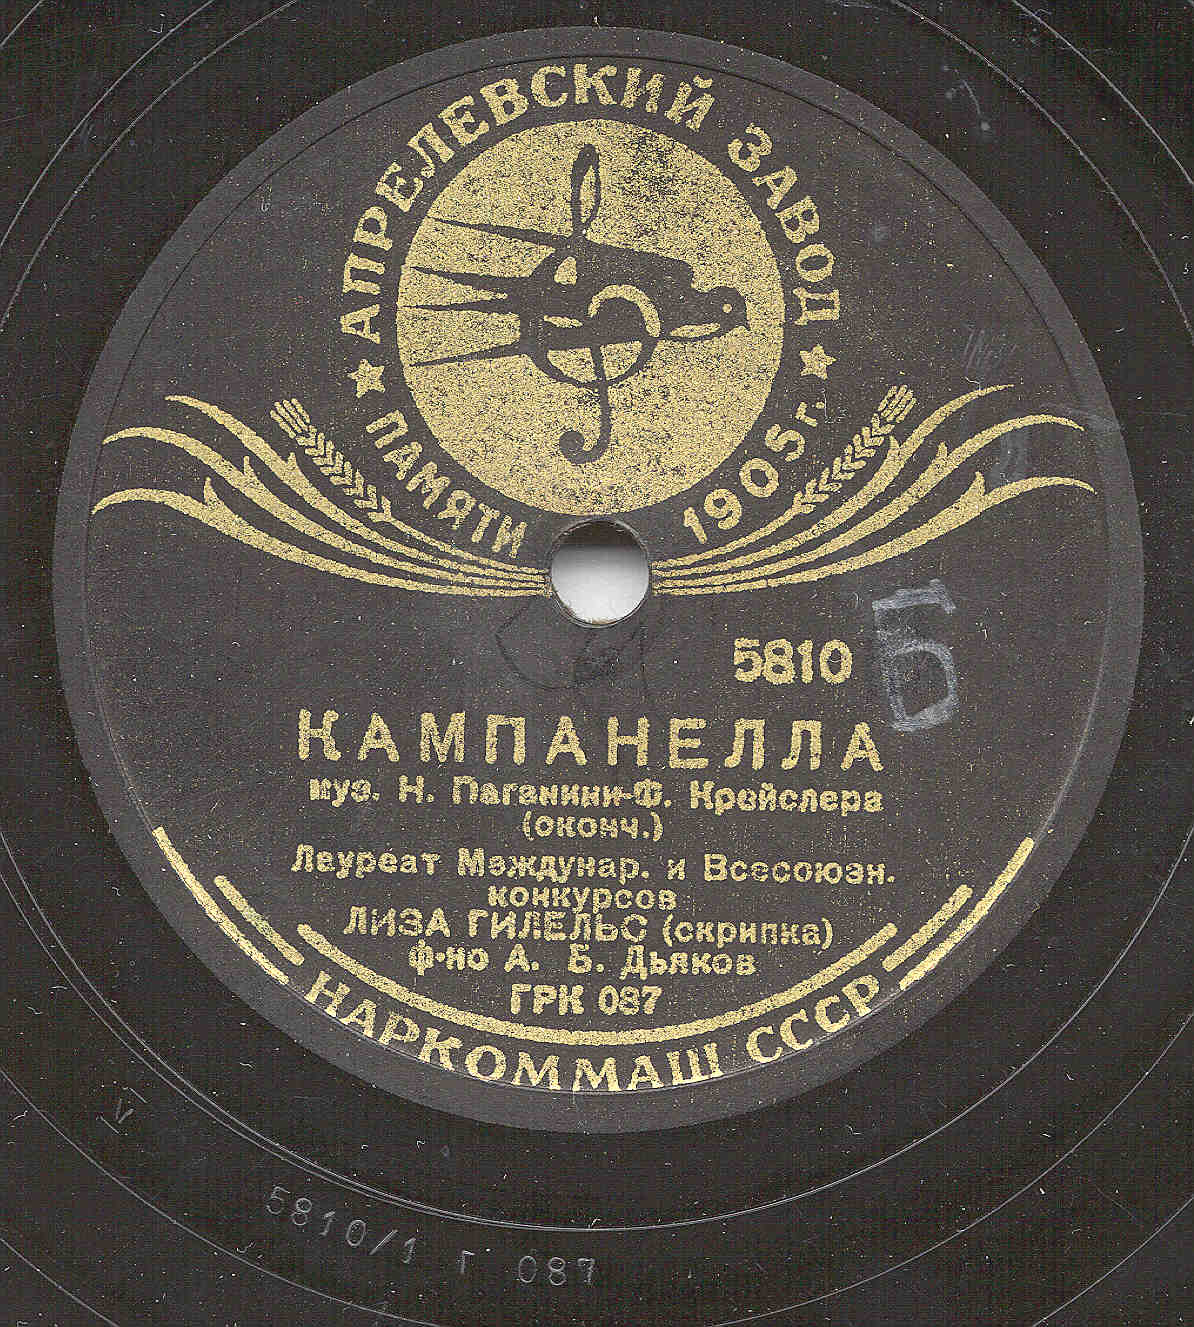 АПРЕЛЕВСКИЙ ЗАВОД
ПАМЯТИ 1905 г.
5810
Б
КАМПАНЕЛЛА
муз. Н. Паганини-Ф. Крейслера
(оконч.)
Лауреат Междунар. и Всесоюзн.
конкурсов
ЛИЗА ГИЛЕЛЬС (скрипка)
ф-но А. Б. Дьяков
ГРК 087
НАРКОММАШ СССР
5810/1 Г 087